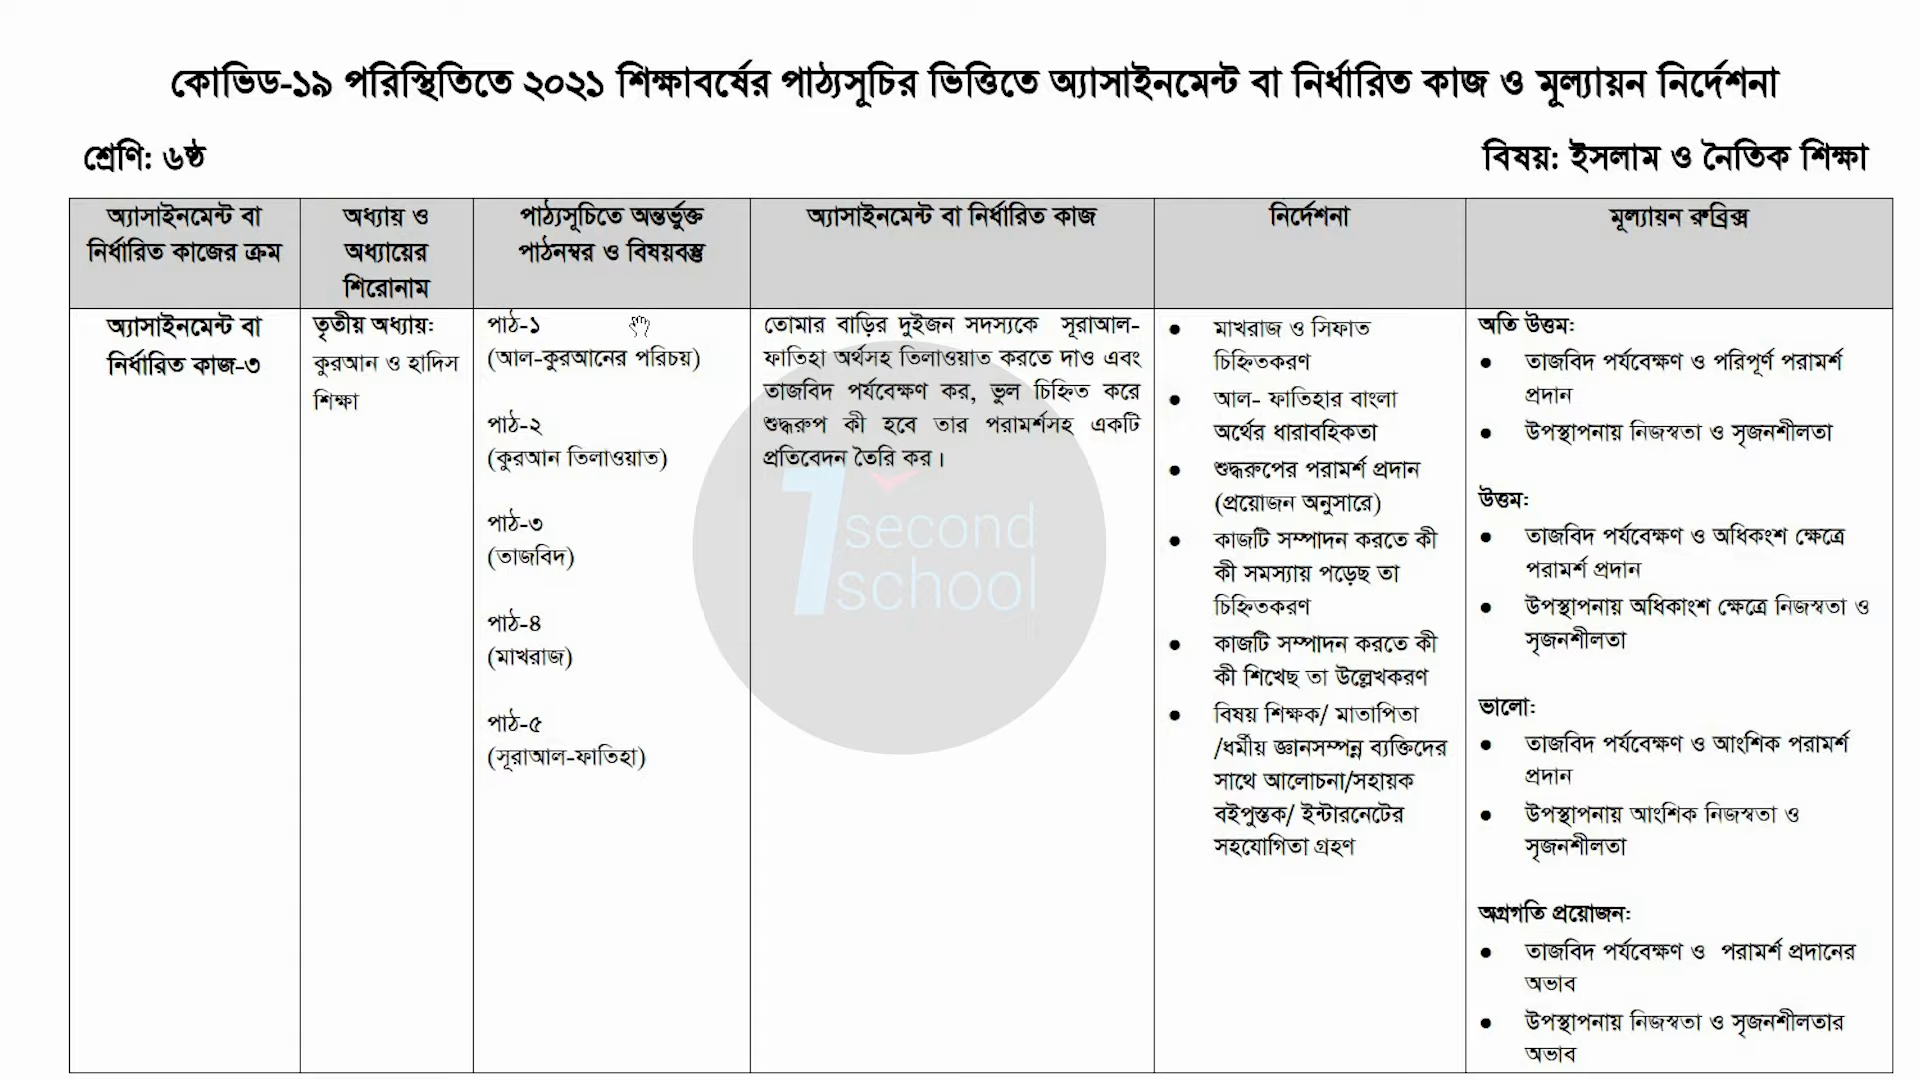 কোভিড-১৯ পরিস্থিতিতে ২০২১ শিক্ষাবর্ষের পাঠ্যসূচির ভিত্তিতে অ্যাসাইনমেন্ট বা নির্ধারিত কাজ ও মূল্যায়ন নির্দেশনা
শ্রেণি: ৬ষ্ঠ
বিষয়: ইসলাম ও নৈতিক শিক্ষা
অ্যাসাইনমেন্ট বা
নির্ধারিত কাজের ক্রম
অধ্যায় ও
অধ্যায়ের
শিরোনাম
পাঠ্যসূচিতে অন্তর্ভুক্ত
পাঠনম্বর ও বিষয়বস্তু
অ্যাসাইনমেন্ট বা নির্ধারিত কাজ
নির্দেশনা
মূল্যায়ন রুব্রিক্স
অ্যাসাইনমেন্ট বা
নির্ধারিত কাজ-৩
তৃতীয় অধ্যায়:
কুরআন ও হাদিস
শিক্ষা
পাঠ-১
(আল-কুরআনের পরিচয়)
পাঠ-২
(কুরআন তিলাওয়াত)
পাঠ-৩
(তাজবিদ)
পাঠ-৪
(মাখরাজ)
পাঠ-৫
(সূরাআল-ফাতিহা)
তোমার বাড়ির দুইজন সদস্যকে সূরাআল-
ফাতিহা অর্থসহ তিলাওয়াত করতে দাও এবং
তাজবিদ পর্যবেক্ষণ কর, ভুল চিহ্নিত করে
শুদ্ধরুপ কী হবে তার পরামর্শসহ একটি
প্রতিবেদন তৈরি কর।
1
second
school
● মাখরাজ ও সিফাত
চিহ্নিতকরণ
● আল- ফাতিহার বাংলা
অর্থের ধারাবহিকতা
● শুদ্ধরুপের পরামর্শ প্রদান
(প্রয়োজন অনুসারে)
● কাজটি সম্পাদন করতে কী
কী সমস্যায় পড়েছ তা
চিহ্নিতকরণ
● কাজটি সম্পাদন করতে কী
কী শিখেছ তা উল্লেখকরণ
● বিষয় শিক্ষক/ মাতাপিতা
/ধর্মীয় জ্ঞানসম্পন্ন ব্যক্তিদের
সাথে আলোচনা/সহায়ক
বইপুস্তক/ ইন্টারনেটের
সহযোগিতা গ্রহণ
অতি উত্তম:
● তাজবিদ পর্যবেক্ষণ ও পরিপূর্ণ পরামর্শ
প্রদান
● উপস্থাপনায় নিজস্বতা ও সৃজনশীলতা
উত্তম:
● তাজবিদ পর্যবেক্ষণ ও অধিকংশ ক্ষেত্রে
পরামর্শ প্রদান
● উপস্থাপনায় অধিকাংশ ক্ষেত্রে নিজস্বতা ও
সৃজনশীলতা
ভালো:
● তাজবিদ পর্যবেক্ষণ ও আংশিক পরামর্শ
প্রদান
● উপস্থাপনায় আংশিক নিজস্বতা ও
সৃজনশীলতা
অগ্রগতি প্রয়োজন:
● তাজবিদ পর্যবেক্ষণ ও পরামর্শ প্রদানের
অভাব
● উপস্থাপনায় নিজস্বতা ও সৃজনশীলতার
অভাব